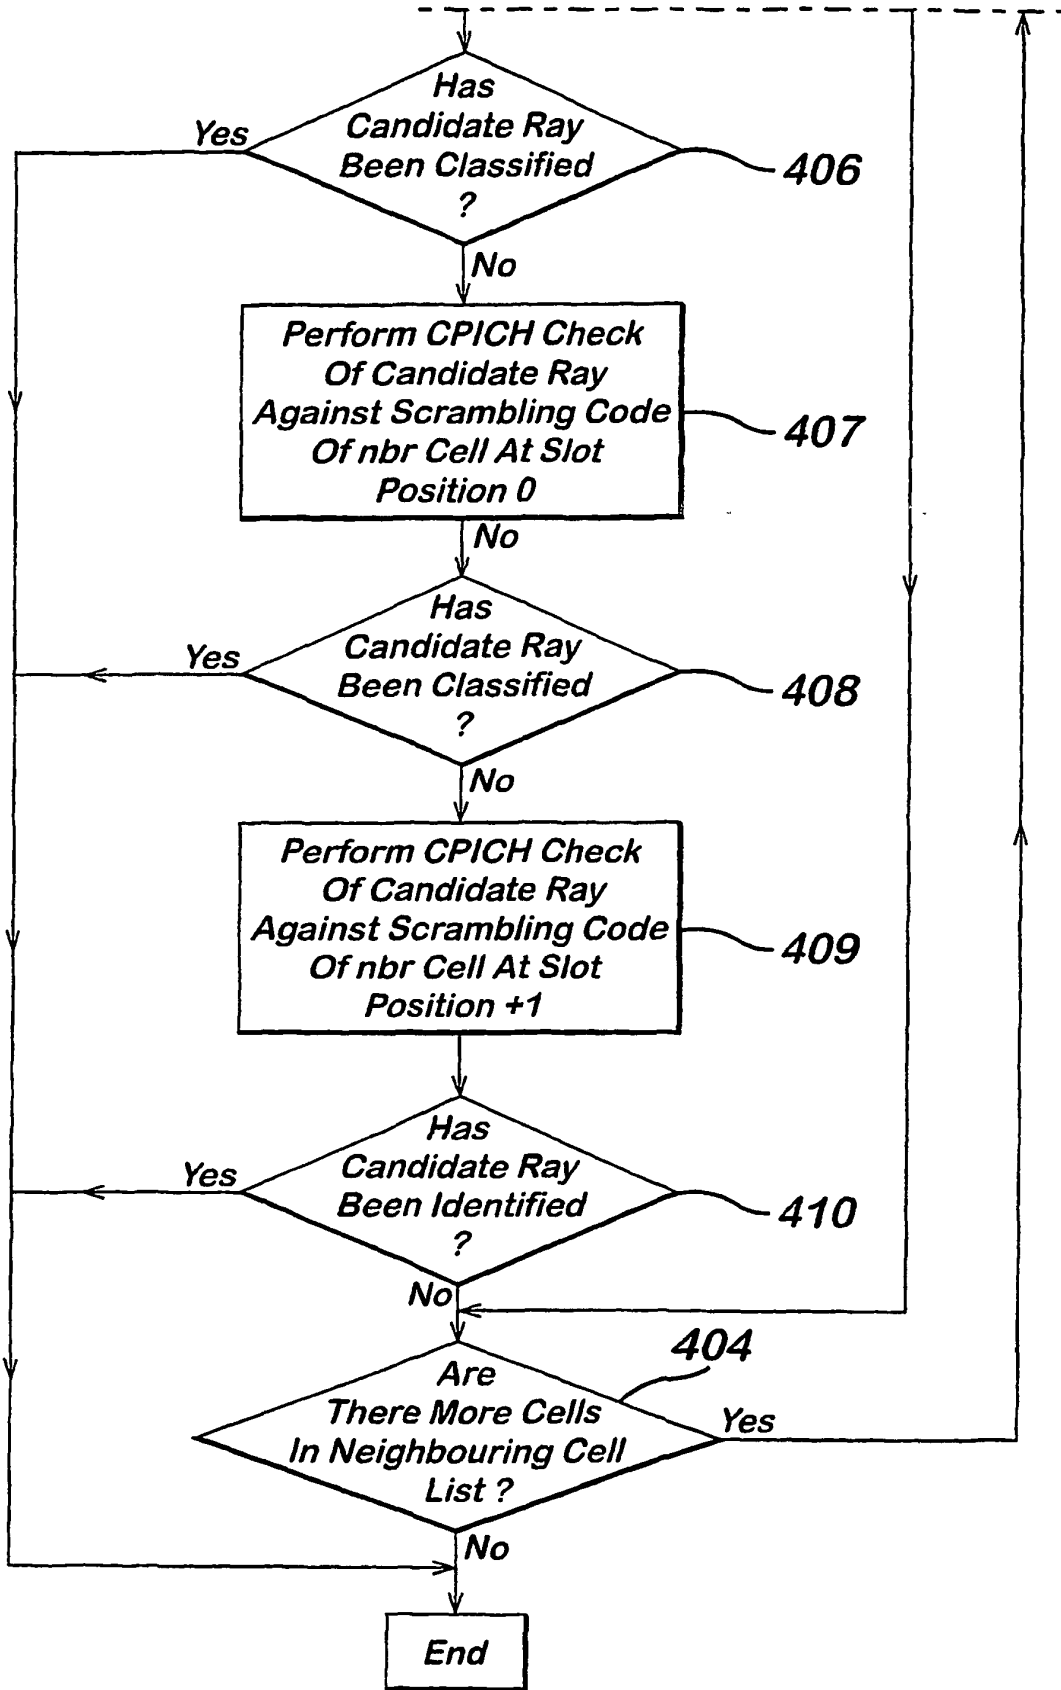 Has
Candidate Ray
Been Classified
?
Yes
406
No
Perform CPICH Check
Of Candidate Ray
Against Scrambling Code
Of nbr Cell At Slot
Position 0
407
No
Has
Candidate Ray
Been Classified
?
Yes
408
No
Perform CPICH Check
Of Candidate Ray
Against Scrambling Code
Of nbr Cell At Slot
Position +1
409
Has
Candidate Ray
Been Identified
?
Yes
410
No
404
Are
There More Cells
In Neighbouring Cell
List ?
Yes
No
End